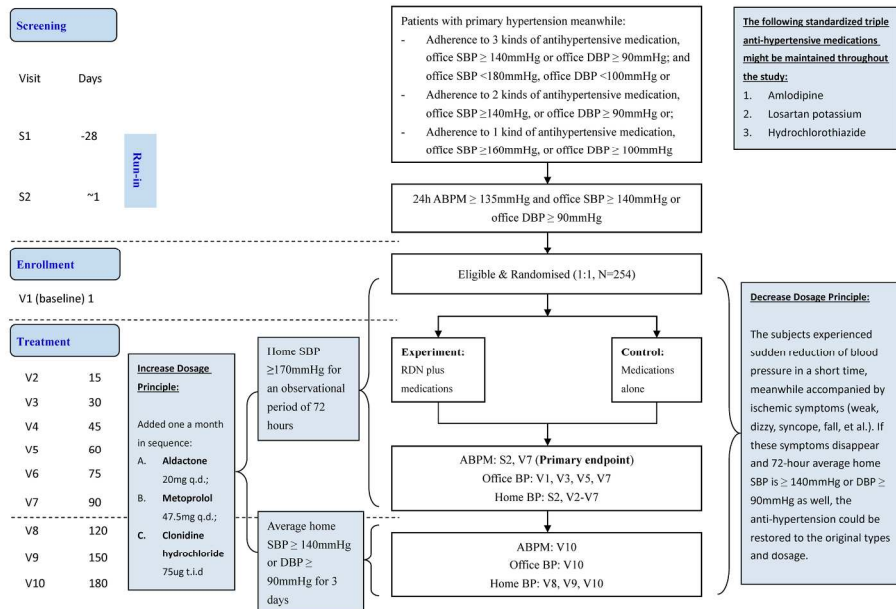 Screening
Visit Days
S1 -28
S2 ~1
Run-in
Patients with primary hypertension meanwhile:
- Adherence to 3 kinds of antihypertensive medication,
office SBP ≥ 140mmHg or office DBP ≥ 90mmHg; and
office SBP <180mmHg, office DBP <100mmHg or
- Adherence to 2 kinds of antihypertensive medication,
office SBP ≥140mHg, or office DBP ≥ 90mmHg or;
- Adherence to 1 kind of antihypertensive medication,
office SBP ≥160mmHg, or office DBP ≥ 100mmHg
The following standardized triple
anti-hypertensive medications
might be maintained throughout
the study:
1. Amlodipine
2. Losartan potassium
3. Hydrochlorothiazide
24h ABPM ≥ 135mmHg and office SBP ≥ 140mmHg or
office DBP ≥ 90mmHg
Enrollment
V1 (baseline) 1
Eligible & Randomised (1:1, N=254)
Treatment
V2 15
V3 30
V4 45
V5 60
V6 75
V7 90
V8 120
V9 150
V10 180
Increase Dosage
Principle:
Added one a month
in sequence:
A. Aldactone
20mg q.d.;
B. Metoprolol
47.5mg q.d.;
C. Clonidine
hydrochloride
75ug t.i.d
Home SBP
≥170mmHg for
an observational
period of 72
hours
Average home
SBP ≥ 140mmHg
or DBP ≥
90mmHg for 3
days
Experiment:
RDN plus
medications
Control:
Medications
alone
ABPM: S2, V7 (Primary endpoint)
Office BP: V1, V3, V5, V7
Home BP: S2, V2-V7
ABPM: V10
Office BP: V10
Home BP: V8, V9, V10
Decrease Dosage Principle:
The subjects experienced
sudden reduction of blood
pressure in a short time,
meanwhile accompanied by
ischemic symptoms (weak,
dizzy, syncope, fall, et al.). If
these symptoms disappear
and 72-hour average home
SBP is ≥ 140mmHg or DBP ≥
90mmHg as well, the
anti-hypertension could be
restored to the original types
and dosage.